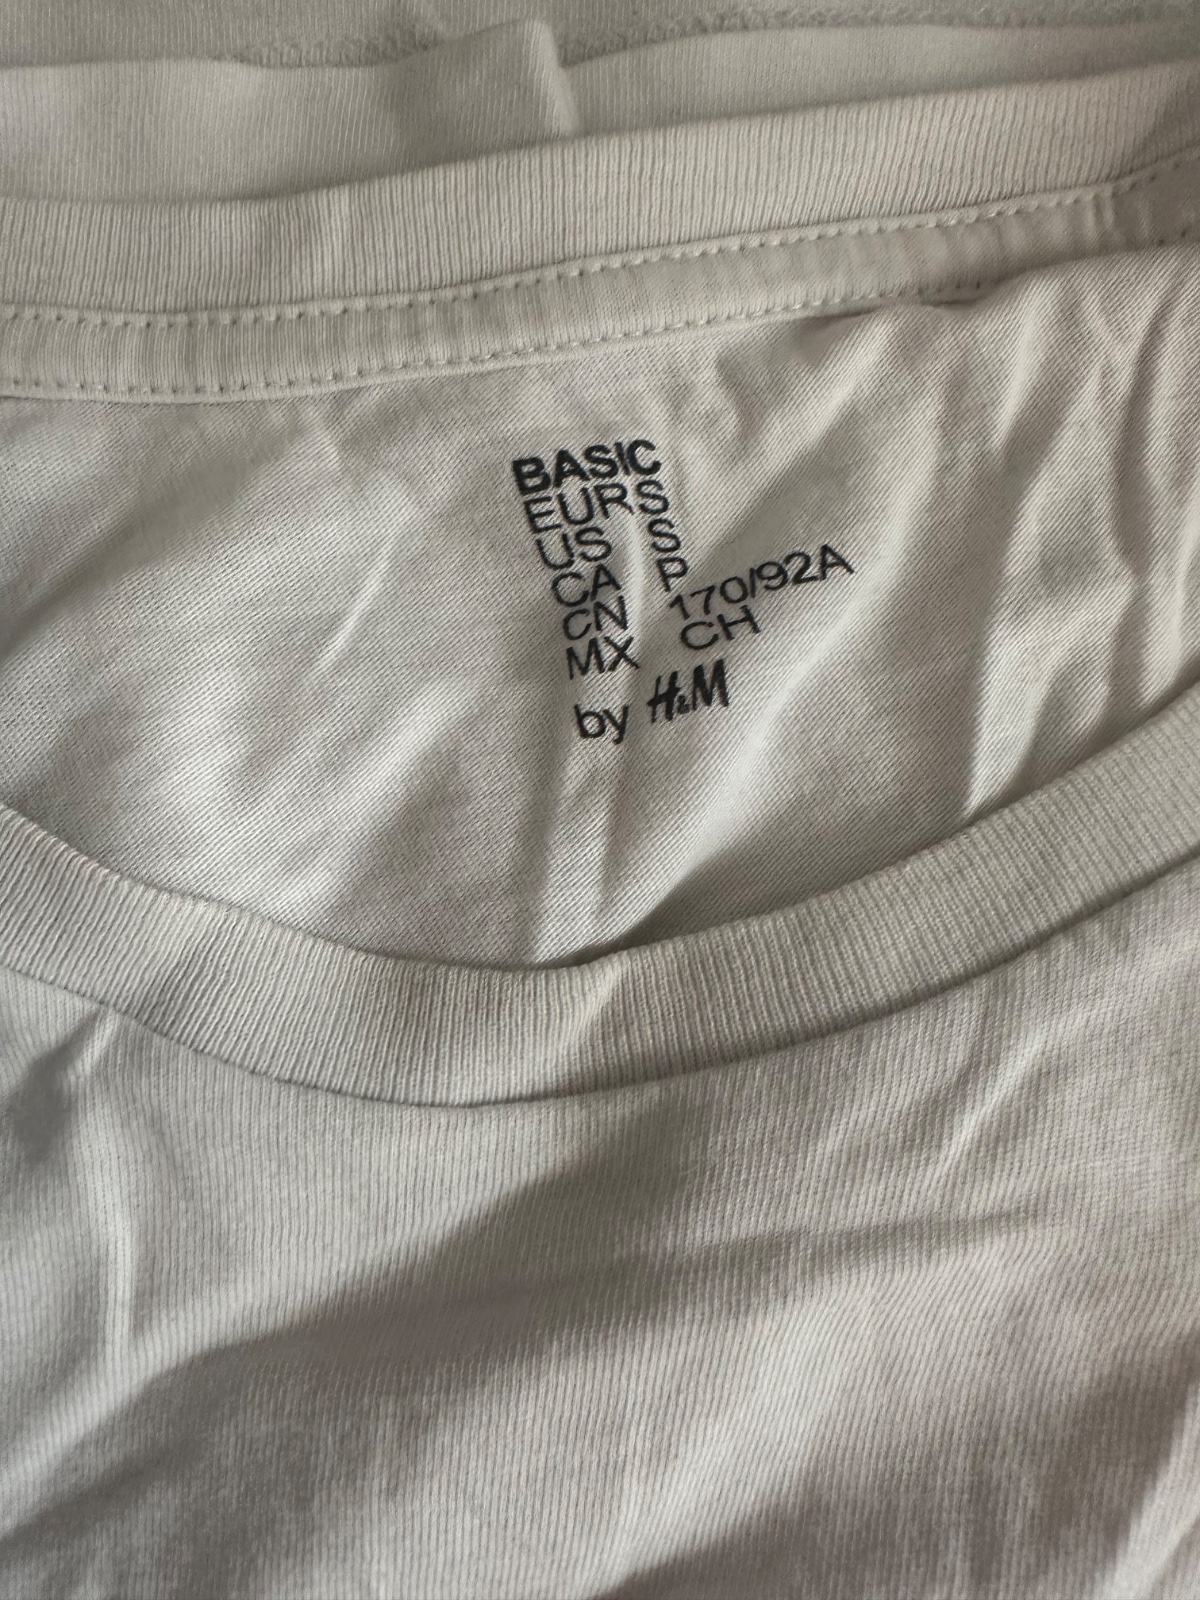 BASIC
EUR S
US S
CA P
CN 170/92A
MX CH
by H&M